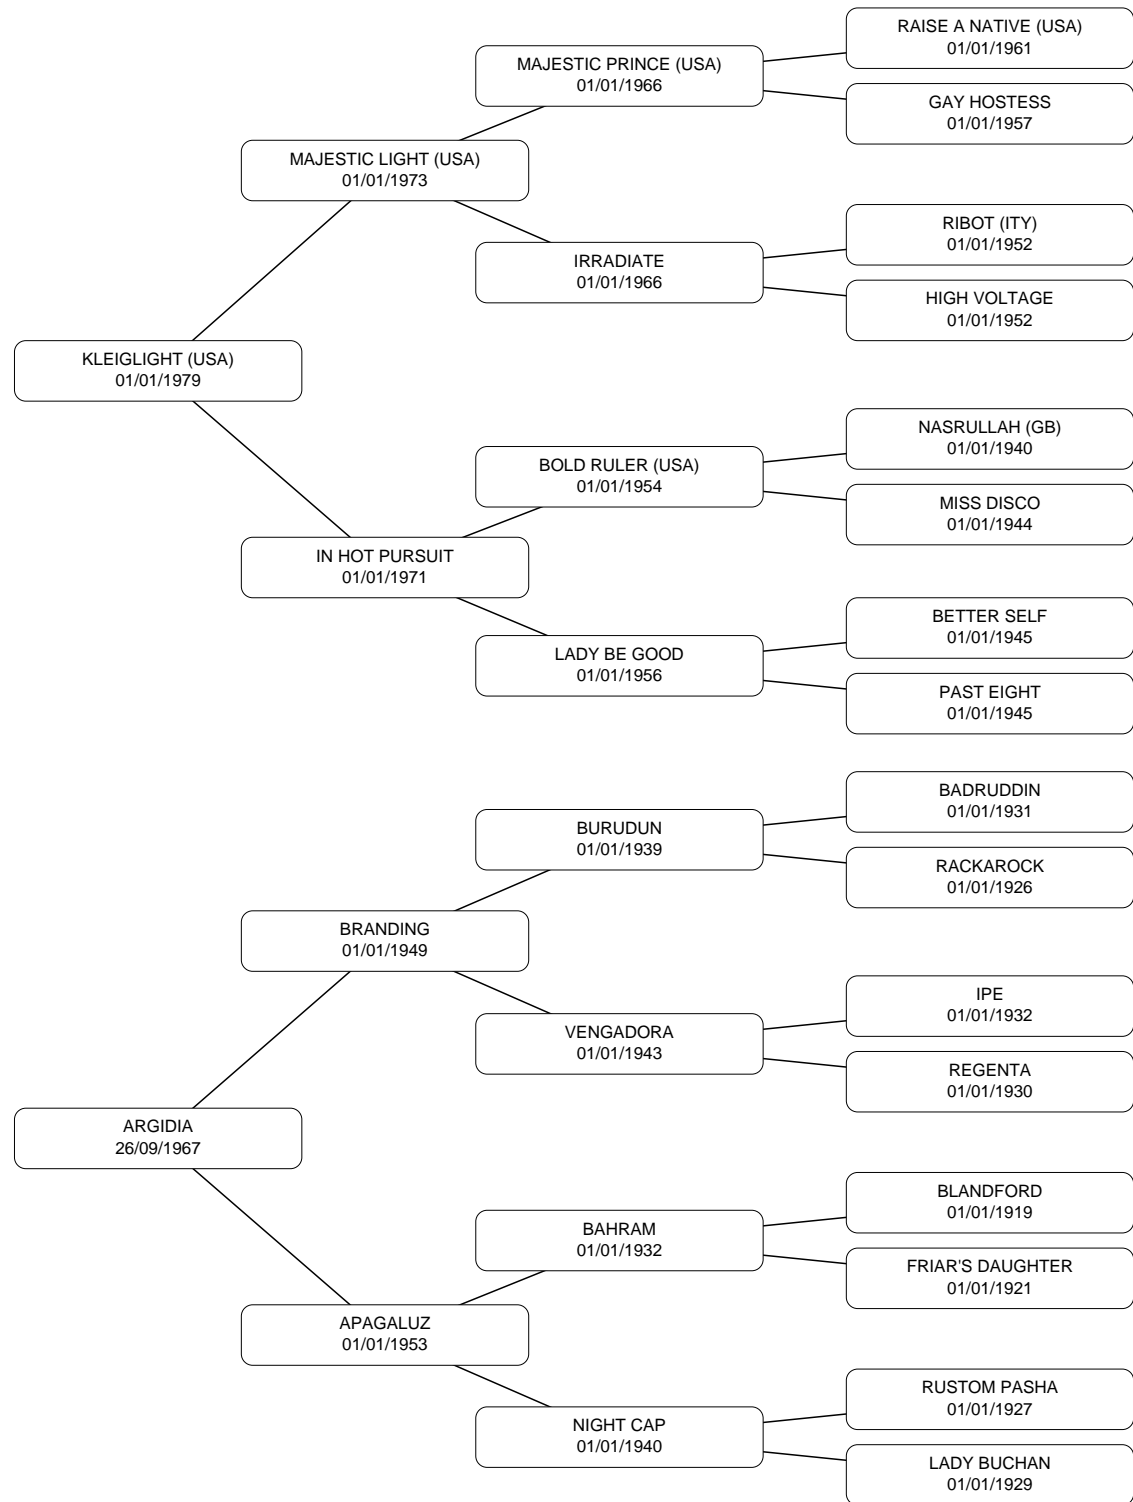 RAISE A NATIVE (USA)
01/01/1961
MAJESTIC PRINCE (USA)
01/01/1966
GAY HOSTESS
01/01/1957
MAJESTIC LIGHT (USA)
01/01/1973
RIBOT (ITY)
01/01/1952
IRRADIATE
01/01/1966
HIGH VOLTAGE
01/01/1952
KLEIGLIGHT (USA)
01/01/1979
NASRULLAH (GB)
01/01/1940
BOLD RULER (USA)
01/01/1954
MISS DISCO
01/01/1944
IN HOT PURSUIT
01/01/1971
BETTER SELF
01/01/1945
LADY BE GOOD
01/01/1956
PAST EIGHT
01/01/1945
BADRUDDIN
01/01/1931
BURUDUN
01/01/1939
RACKAROCK
01/01/1926
BRANDING
01/01/1949
IPE
01/01/1932
VENGADORA
01/01/1943
REGENTA
01/01/1930
ARGIDIA
26/09/1967
BLANDFORD
01/01/1919
BAHRAM
01/01/1932
FRIAR'S DAUGHTER
01/01/1921
APAGALUZ
01/01/1953
RUSTOM PASHA
01/01/1927
NIGHT CAP
01/01/1940
LADY BUCHAN
01/01/1929